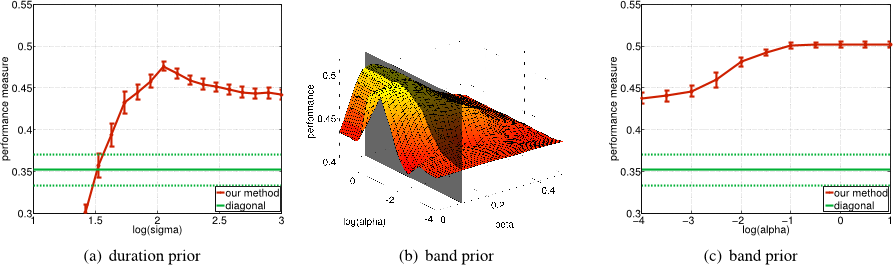 0.55
0.5
0.45
0.4
0.35
0.3
performance measure
1
1.5
2
2.5
3
log(sigma)
our method
diagonal
(a) duration prior
performance
0.5
0.45
0.4
0
-2
-4
log(alpha)
0
0.2
0.4
beta
(b) band prior
0.55
0.5
0.45
0.4
0.35
0.3
performance measure
−4
−3
−2
−1
0
1
log(alpha)
our method
diagonal
(c) band prior